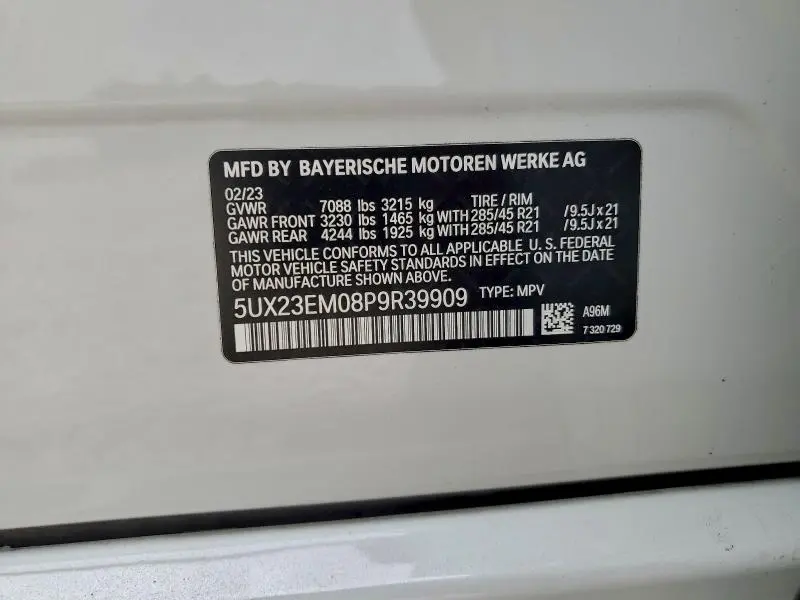 MFD BY BAYERISCHE MOTOREN WERKE AG
02/23
GVWR 7088 lbs 3215 kg TIRE / RIM
GAWR FRONT 3230 lbs 1465 kg WITH 285/45 R21 /9.5J x 21
GAWR REAR 4244 lbs 1925 kg WITH 285/45 R21 /9.5J x 21
THIS VEHICLE CONFORMS TO ALL APPLICABLE U. S. FEDERAL
MOTOR VEHICLE SAFETY STANDARDS IN EFFECT ON THE DATE
OF MANUFACTURE SHOWN ABOVE.
5UX23EM08P9R39909 TYPE: MPV
A96M
7 320 729